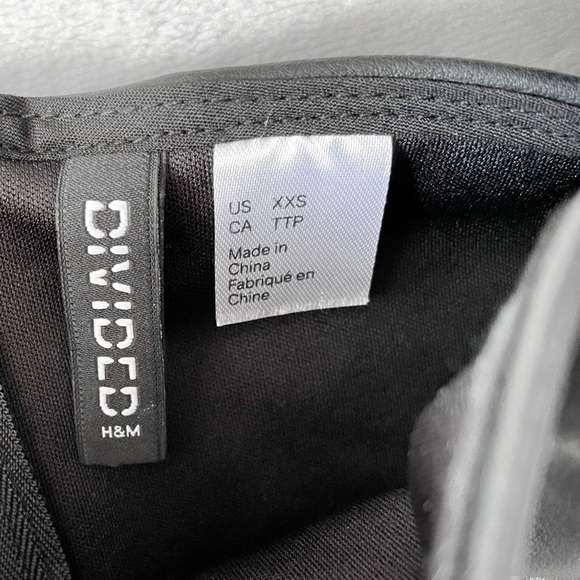 DIVIDED
H&M
US XXS
CA TTP
Made in
China
Fabriqué en
Chine